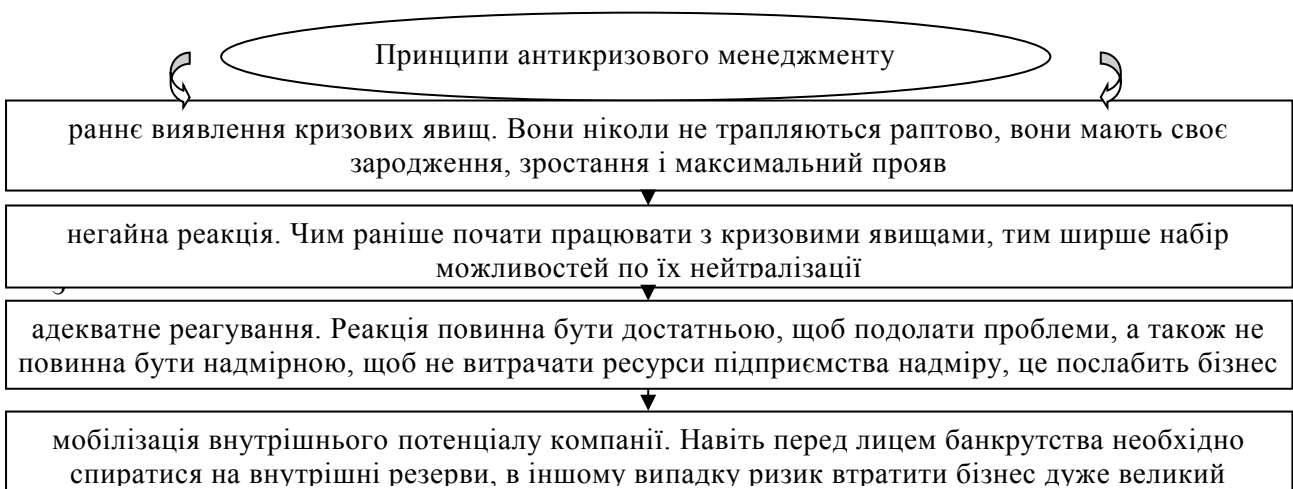 Принципи антикризового менеджменту
раннє виявлення кризових явищ. Вони ніколи не трапляються раптово, вони мають своє
зародження, зростання і максимальний прояв
негайна реакція. Чим раніше почати працювати з кризовими явищами, тим ширше набір
можливостей по їх нейтралізації
адекватне реагування. Реакція повинна бути достатньою, щоб подолати проблеми, а також не
повинна бути надмірною, щоб не витрачати ресурси підприємства надміру, це послабить бізнес
мобілізація внутрішнього потенціалу компанії. Навіть перед лицем банкрутства необхідно
спиратися на внутрішні резерви, в іншому випадку ризик втратити бізнес дуже великий